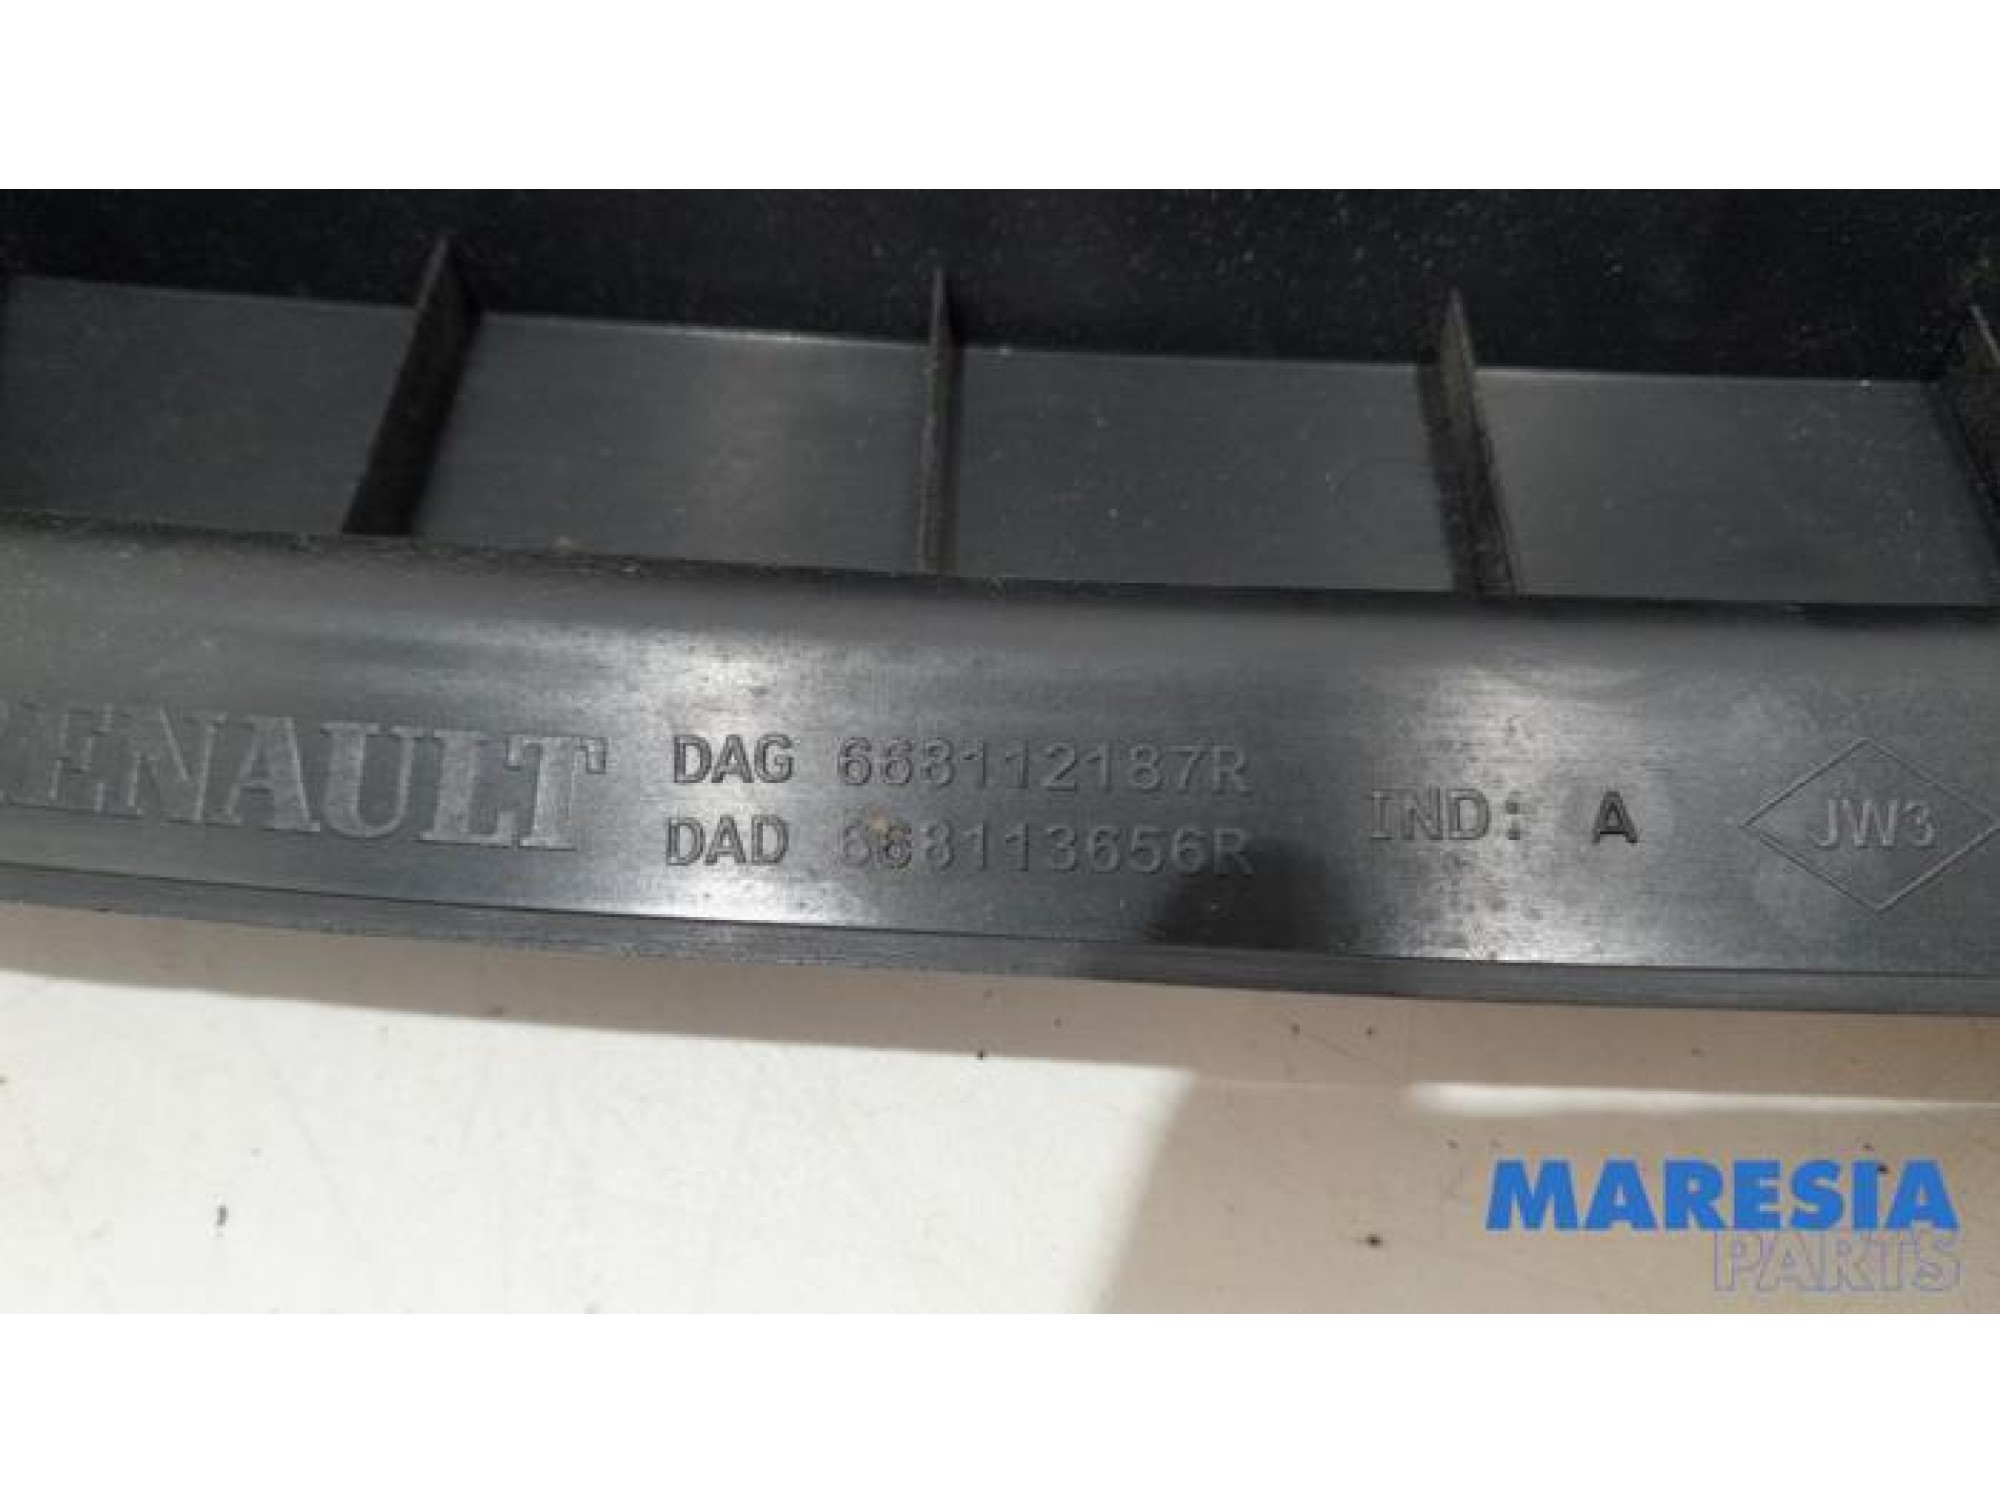 RENAULT
DAG 668112187R
DAD 668113656R
IND: A
JW3
MARESIA
PARTS